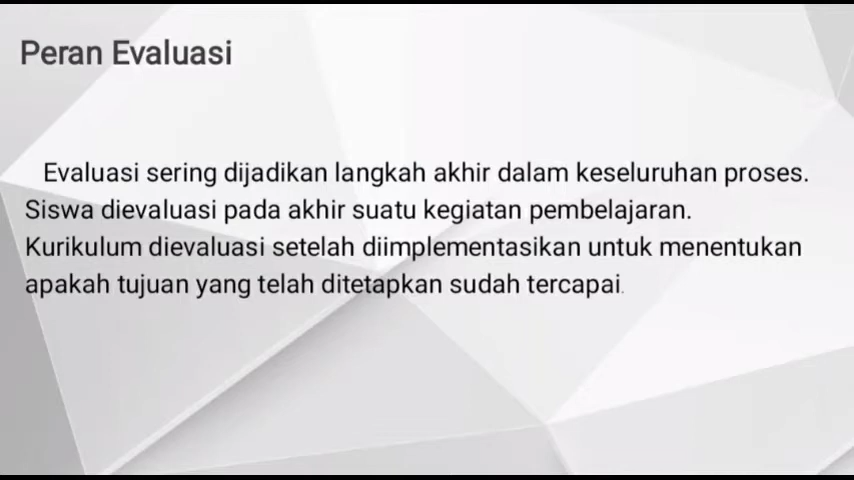 Peran Evaluasi
Evaluasi sering dijadikan langkah akhir dalam keseluruhan proses.
Siswa dievaluasi pada akhir suatu kegiatan pembelajaran.
Kurikulum dievaluasi setelah diimplementasikan untuk menentukan
apakah tujuan yang telah ditetapkan sudah tercapai.